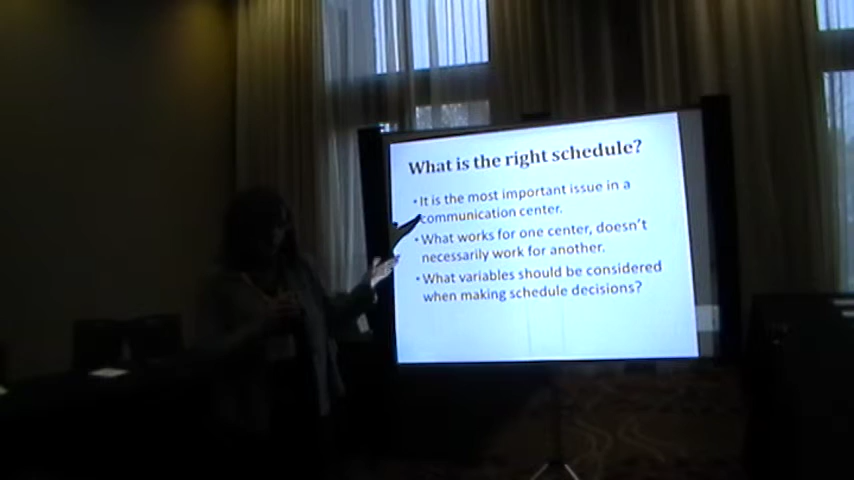 What is the right schedule?
• It is the most important issue in a
communication center.
• What works for one center, doesn't
necessarily work for another.
• What variables should be considered
when making schedule decisions?